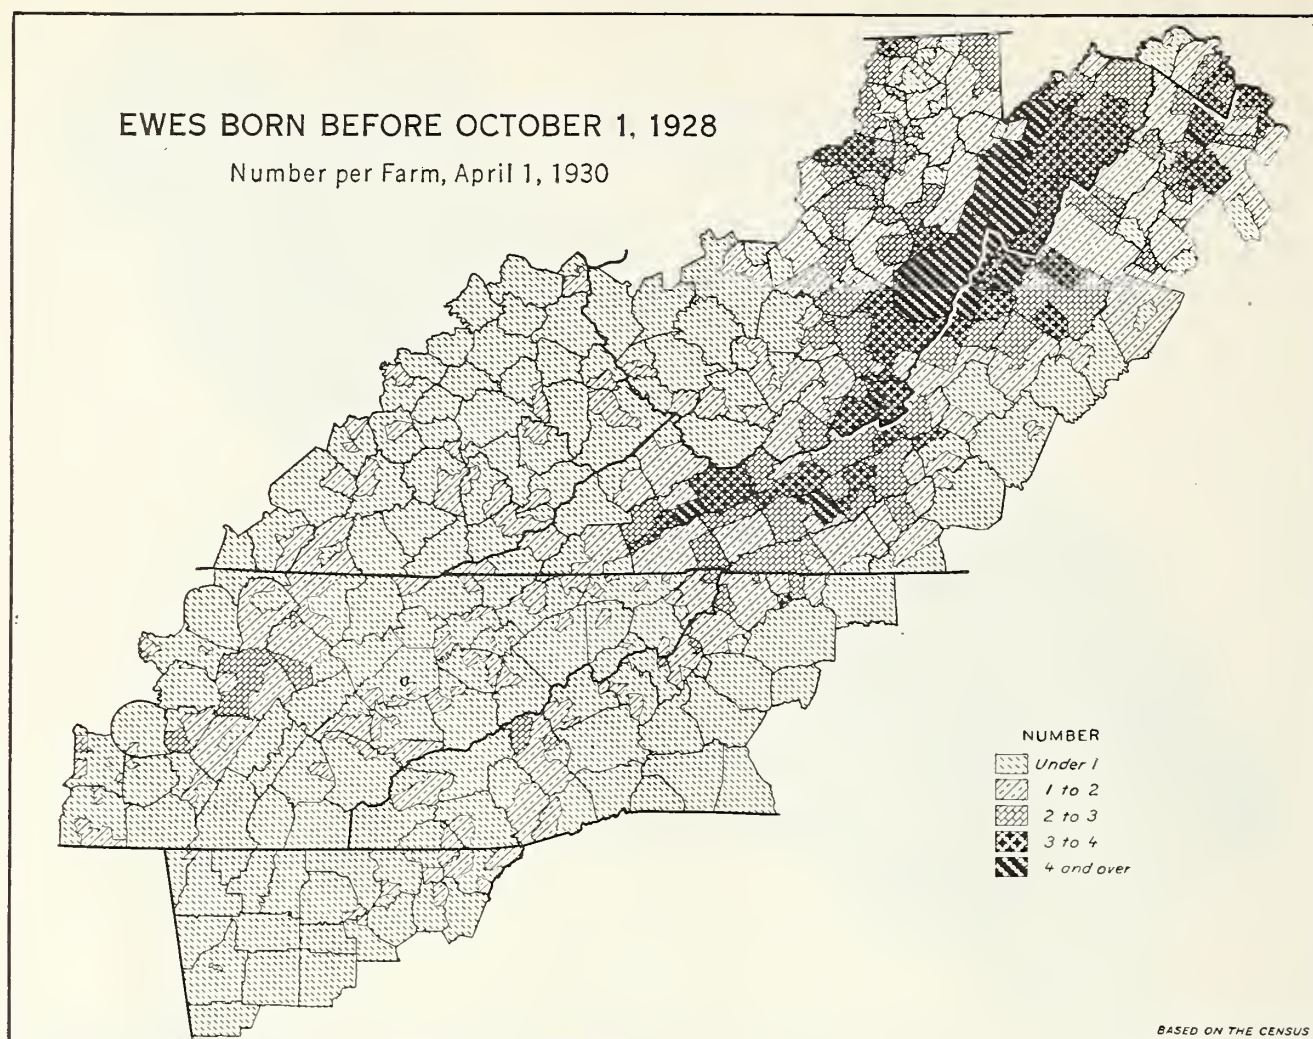 EWES BORN BEFORE OCTOBER 1, 1928
Number per Farm, April 1, 1930
NUMBER
Under 1
1 to 2
2 to 3
3 to 4
4 and over
BASED ON THE CENSUS